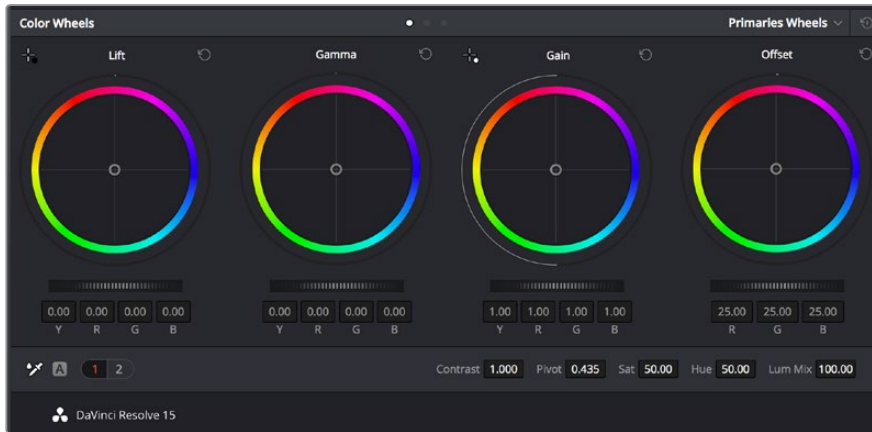 Color Wheels Primaries Wheels
Lift Gamma Gain Offset
0.00 0.00 0.00 0.00 0.00 0.00 0.00 0.00 1.00 1.00 1.00 1.00 25.00 25.00 25.00
Y R G B Y R G B Y R G B R G B
A 1 2 Contrast 1.000 Pivot 0.435 Sat 50.00 Hue 50.00 Lum Mix 100.00
DaVinci Resolve 15